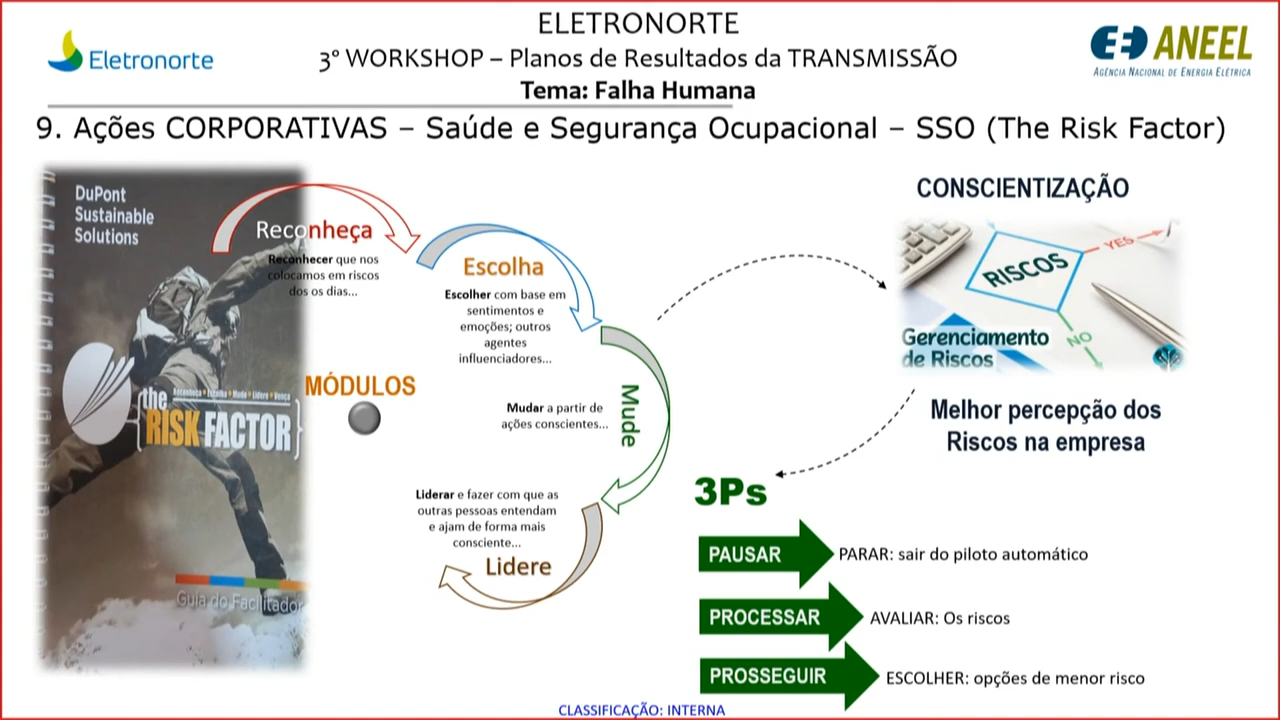 ELETRONORTE
3º WORKSHOP – Planos de Resultados da TRANSMISSÃO
Tema: Falha Humana
Eletronorte
ANEEL
AGÊNCIA NACIONAL DE ENERGIA ELÉTRICA
9. Ações CORPORATIVAS – Saúde e Segurança Ocupacional – SSO (The Risk Factor)
DuPont
Sustainable
Solutions
Reconheça • Escolha • Mude • Lidere • Vença
the
RISK FACTOR
Guia do Facilitador
Reconheça
Reconhecer que nos
colocamos em riscos
dos os dias...
Escolha
Escolher com base em
sentimentos e
emoções; outros
agentes
influenciadores...
MÓDULOS
Mude
Mudar a partir de
ações conscientes...
Liderar e fazer com que as
outras pessoas entendam
e ajam de forma mais
consciente...
Lidere
CONSCIENTIZAÇÃO
RISCOS
YES
NO
Gerenciamento
de Riscos
Melhor percepção dos
Riscos na empresa
3Ps
PAUSAR
PARAR: sair do piloto automático
PROCESSAR
AVALIAR: Os riscos
PROSSEGUIR
ESCOLHER: opções de menor risco
CLASSIFICAÇÃO: INTERNA